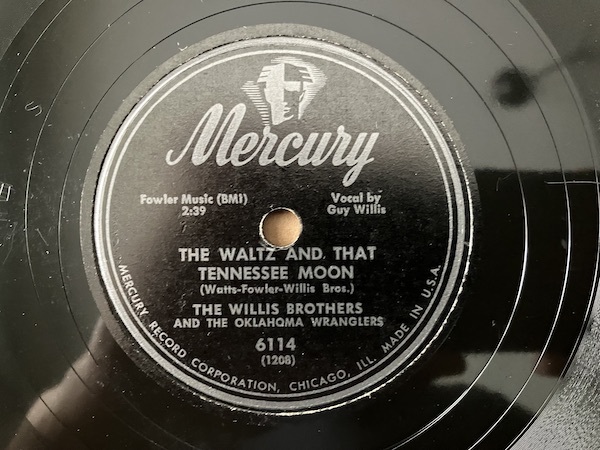 Mercury
Fowler Music (BMI)
2:39
Vocal by
Guy Willis
THE WALTZ AND THAT
TENNESSEE MOON
(Watts-Fowler-Willis Bros.)
THE WILLIS BROTHERS
AND THE OKLAHOMA WRANGLERS
6114
(1208)
MERCURY RECORD CORPORATION, CHICAGO, ILL. MADE IN U.S.A.